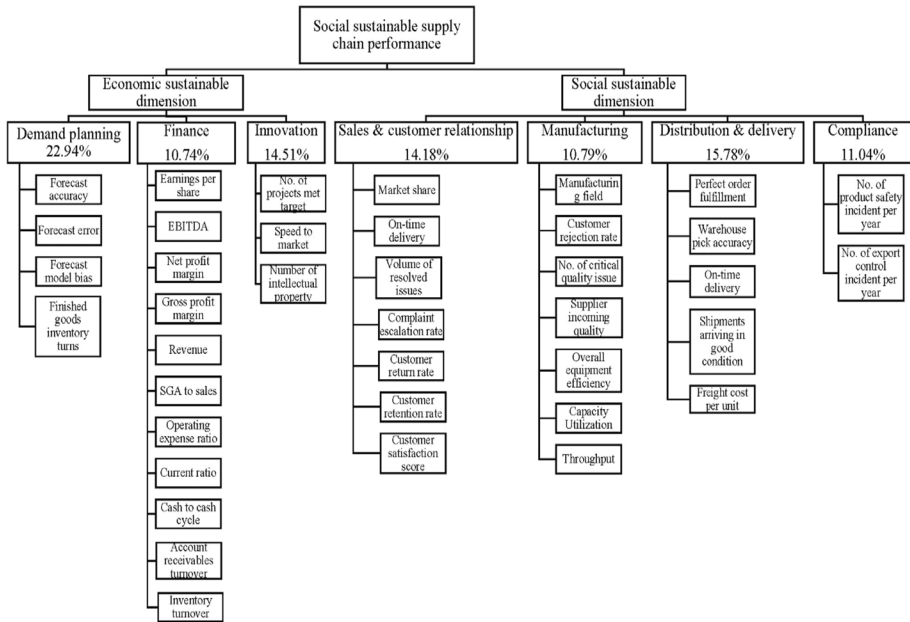 Social sustainable supply
chain performance
Economic sustainable
dimension
Social sustainable
dimension
Demand planning
22.94%
Finance
10.74%
Innovation
14.51%
Sales & customer relationship
14.18%
Manufacturing
10.79%
Distribution & delivery
15.78%
Compliance
11.04%
Forecast
accuracy
Forecast error
Forecast
model bias
Finished
goods
inventory
turns
Earnings per
share
EBITDA
Net profit
margin
Gross profit
margin
Revenue
SGA to sales
Operating
expense ratio
Current ratio
Cash to cash
cycle
Account
receivables
turnover
Inventory
turnover
No. of
projects met
target
Speed to
market
Number of
intellectual
property
Market share
On-time
delivery
Volume of
resolved
issues
Complaint
escalation rate
Customer
return rate
Customer
retention rate
Customer
satisfaction
score
Manufacturin
g field
Customer
rejection rate
No. of critical
quality issue
Supplier
incoming
quality
Overall
equipment
efficiency
Capacity
Utilization
Throughput
Perfect order
fulfillment
Warehouse
pick accuracy
On-time
delivery
Shipments
arriving in
good
condition
Freight cost
per unit
No. of
product safety
incident per
year
No. of export
control
incident per
year